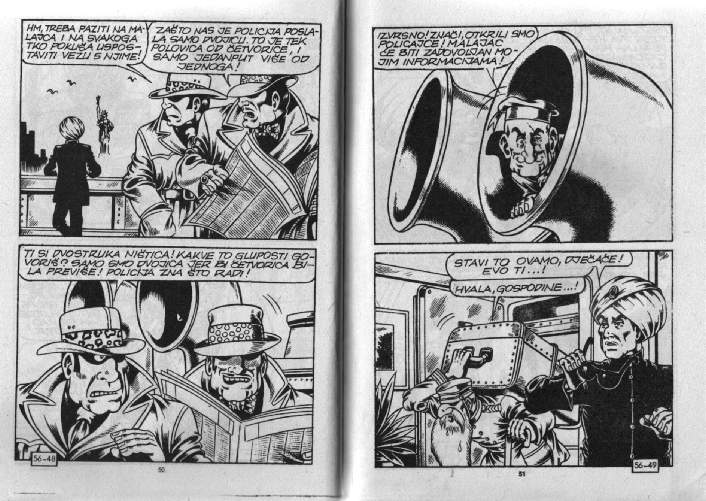 HM, TREBA PAZITI NA MA-
LAJCA I NA SVAKOGA
TKO POKUŠA USPOS-
TAVITI VEZU S NJIME!
ZAŠTO NAS JE POLICIJA POSLA-
LA SAMO DVOJICU. TO JE TEK
POLOVICA OD ČETVORICE, I
SAMO JEDANPUT VIŠE OD
JEDNOGA!
TI SI DVOSTRUKA NIŠTICA! KAKVE TO GLUPOSTI GO-
VORIŠ? SAMO SMO DVOJICA JER BI ČETVORICA BI-
LA PREVIŠE! POLICIJA ZNA ŠTO RADI!
56-48
50
IZVRSNO! ZNAČI, OTKRILI SMO
POLICAJCE! MALAJAC
ĆE BITI ZADOVOLJAN MO-
JIM INFORMACIJAMA!
STAVI TO OVAMO, DJEČAČE!
EVO TI...!
HVALA, GOSPODINE...!
51
56-49